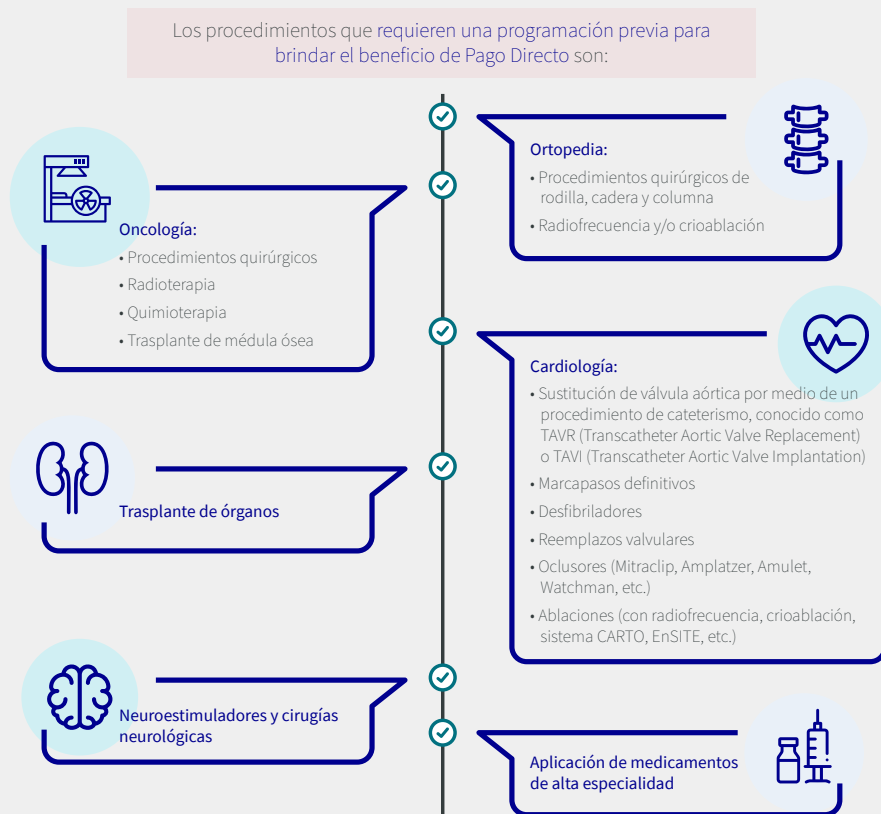 Los procedimientos que requieren una programación previa para
brindar el beneficio de Pago Directo son:
Ortopedia:
• Procedimientos quirúrgicos de
rodilla, cadera y columna
• Radiofrecuencia y/o crioablación
Oncología:
• Procedimientos quirúrgicos
• Radioterapia
• Quimioterapia
• Trasplante de médula ósea
Cardiología:
• Sustitución de válvula aórtica por medio de un
procedimiento de cateterismo, conocido como
TAVR (Transcatheter Aortic Valve Replacement)
o TAVI (Transcatheter Aortic Valve Implantation)
• Marcapasos definitivos
• Desfibriladores
• Reemplazos valvulares
• Oclusores (Mitraclip, Amplatzer, Amulet,
Watchman, etc.)
• Ablaciones (con radiofrecuencia, crioablación,
sistema CARTO, EnSITE, etc.)
Trasplante de órganos
Neuroestimuladores y cirugías
neurológicas
Aplicación de medicamentos
de alta especialidad